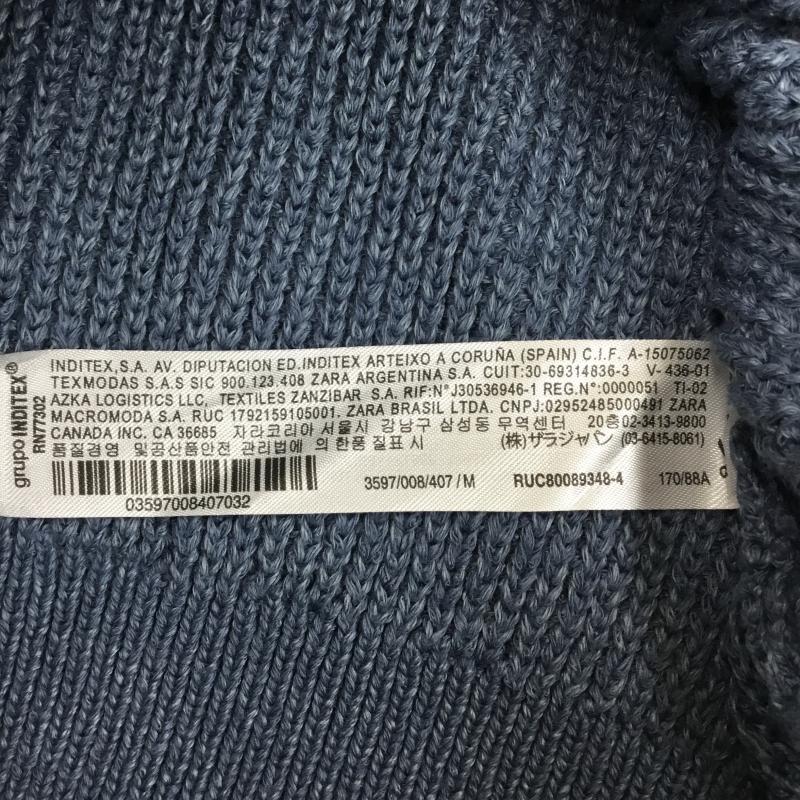 grupo INDITEX®
RN77302
INDITEX,S.A. AV. DIPUTACION ED.INDITEX ARTEIXO A CORUÑA (SPAIN) C.I.F. A-15075062
TEXMODAS S.A.S SIC 900.123.408 ZARA ARGENTINA S.A. CUIT:30-69314836-3 V- 436-01
AZKA LOGISTICS LLC, TEXTILES ZANZIBAR S.A. RIF:N°J30536946-1 REG.N°:0000051 TI-02
MACROMODA S.A. RUC 1792159105001. ZARA BRASIL LTDA. CNPJ:02952485000491 ZARA
CANADA INC. CA 36685 자라코리아 서울시 강남구 삼성동 무역센터 20층02-3413-9800
품질경영 및공산품안전 관리법에 의한품 질표시 (株)ザラジャパン (03-6415-8061)
03597008407032
3597/008/407/M RUC80089348-4 170/88A